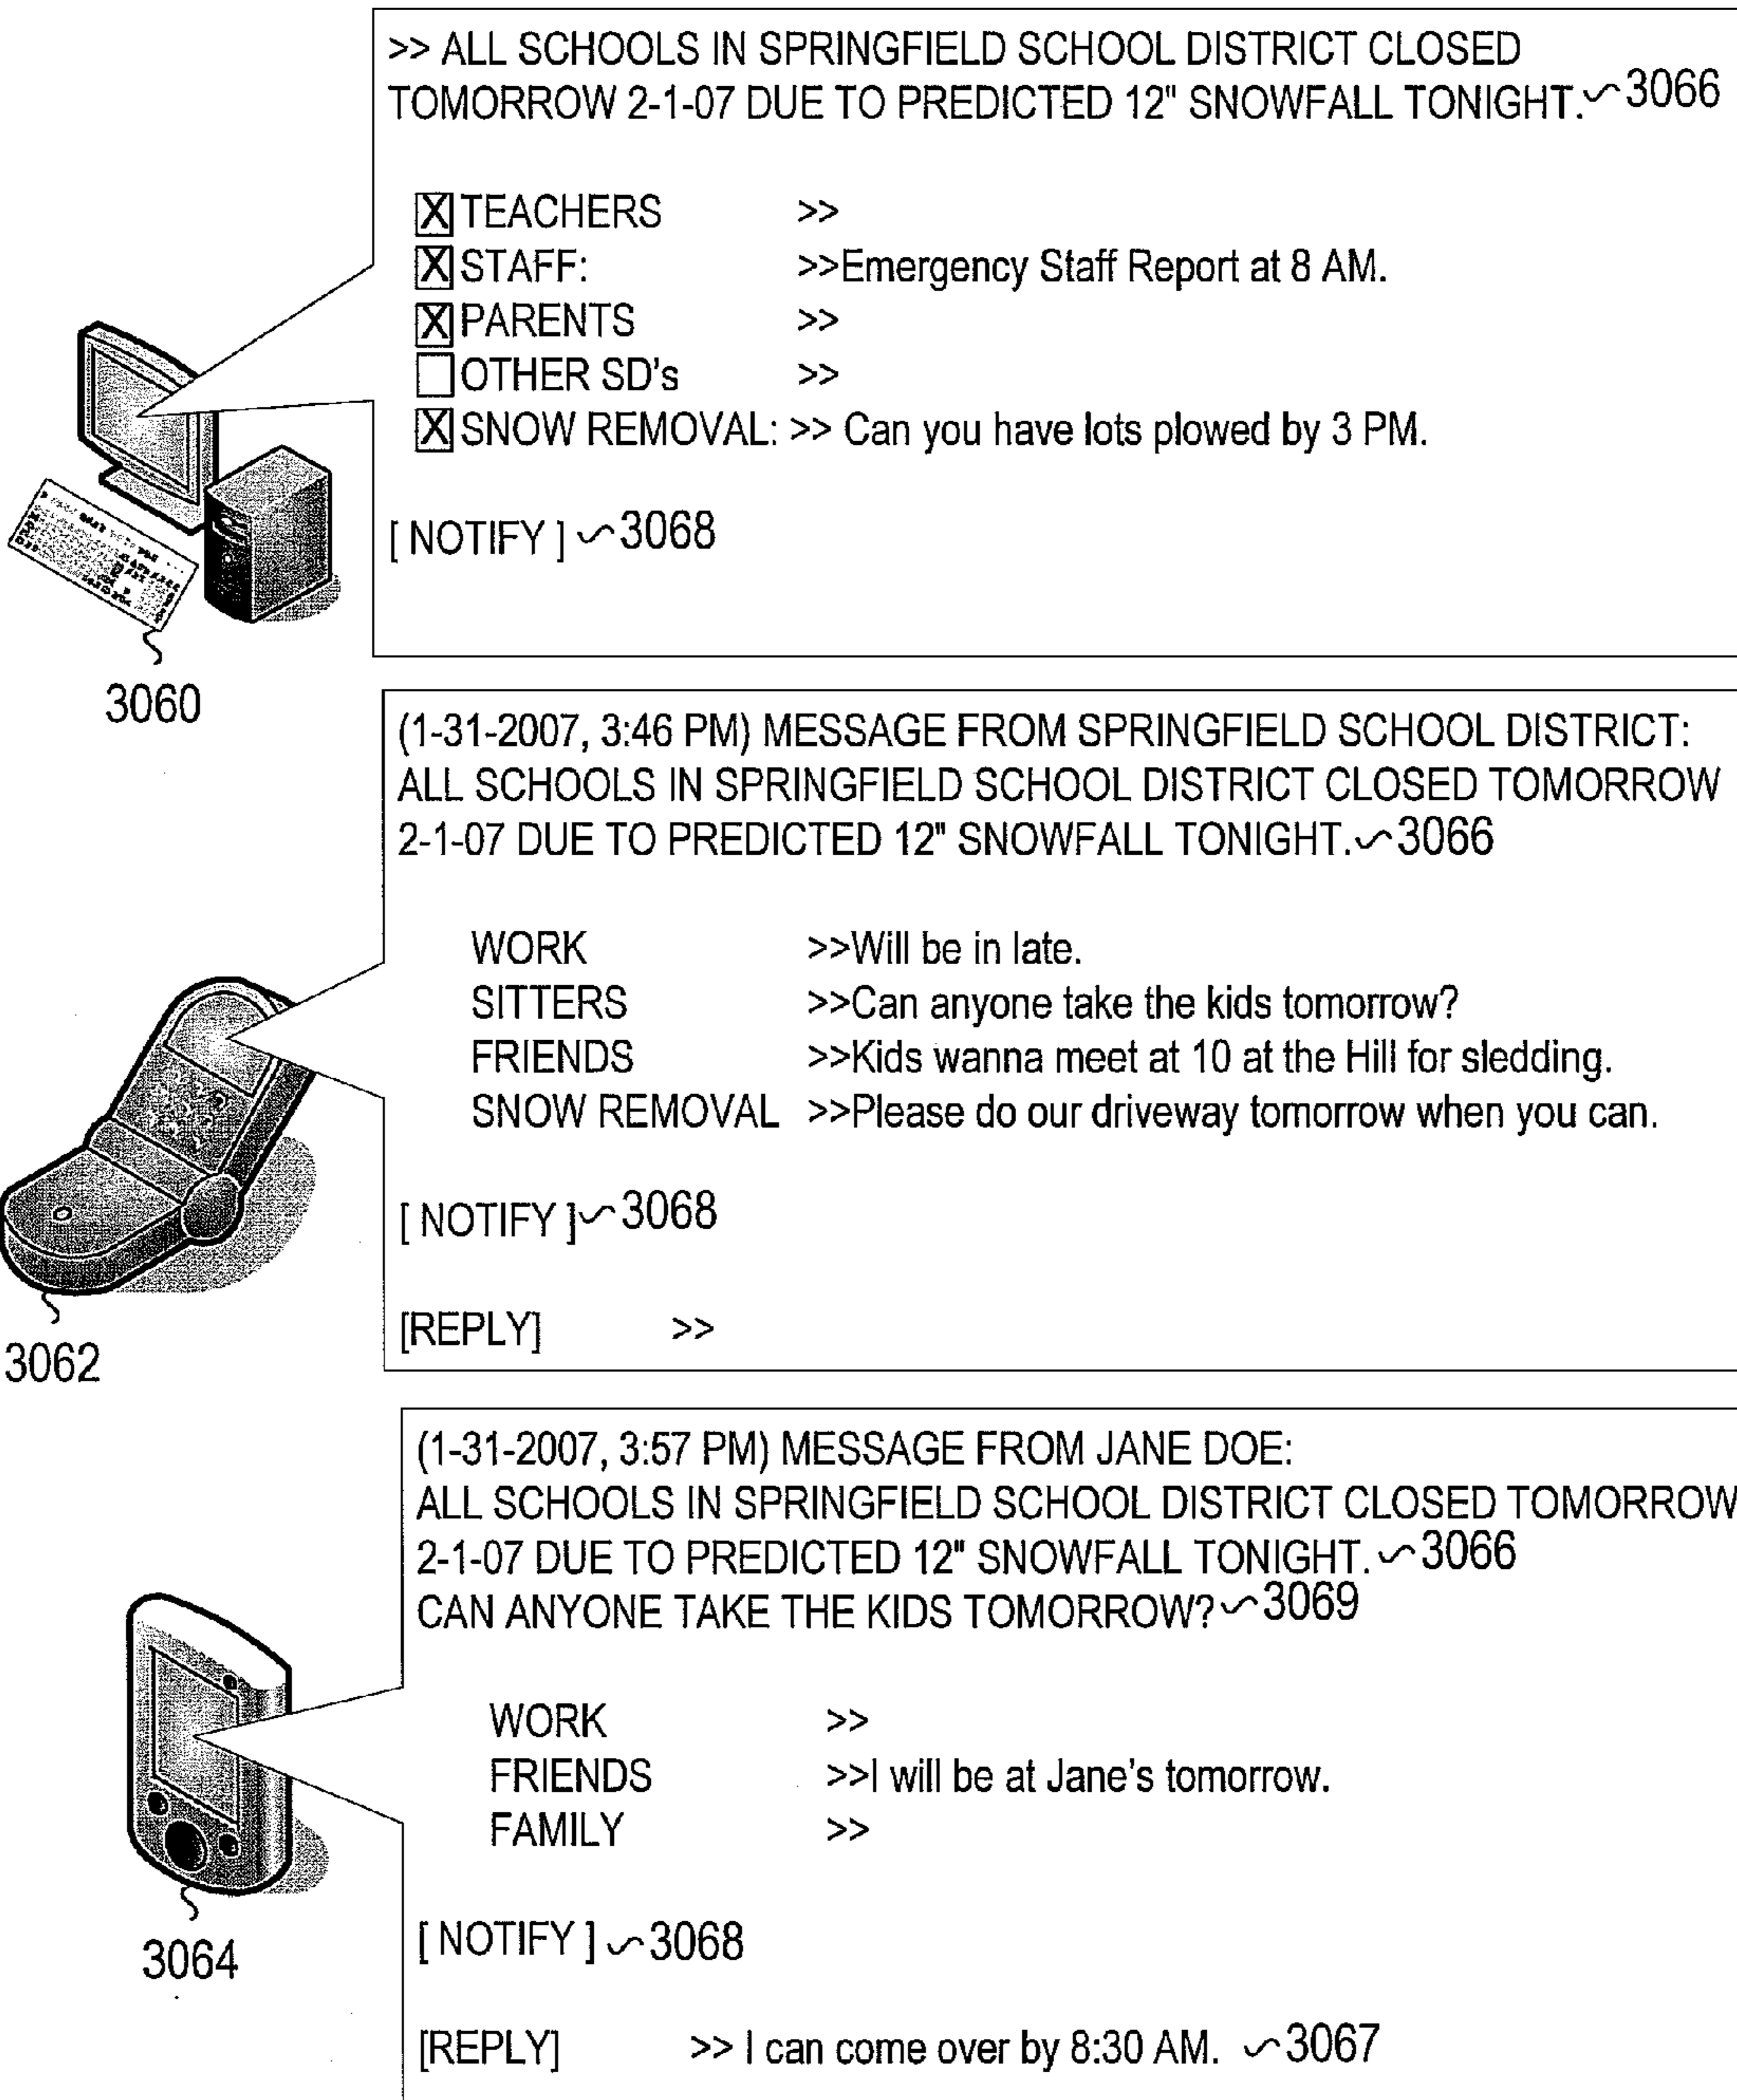 >> ALL SCHOOLS IN SPRINGFIELD SCHOOL DISTRICT CLOSED
TOMORROW 2-1-07 DUE TO PREDICTED 12" SNOWFALL TONIGHT. 3066
X TEACHERS >>
X STAFF: >>Emergency Staff Report at 8 AM.
X PARENTS >>
OTHER SD's >>
X SNOW REMOVAL: >> Can you have lots plowed by 3 PM.
[ NOTIFY ] 3068
3060
(1-31-2007, 3:46 PM) MESSAGE FROM SPRINGFIELD SCHOOL DISTRICT:
ALL SCHOOLS IN SPRINGFIELD SCHOOL DISTRICT CLOSED TOMORROW
2-1-07 DUE TO PREDICTED 12" SNOWFALL TONIGHT. 3066
WORK >>Will be in late.
SITTERS >>Can anyone take the kids tomorrow?
FRIENDS >>Kids wanna meet at 10 at the Hill for sledding.
SNOW REMOVAL >>Please do our driveway tomorrow when you can.
[ NOTIFY ] 3068
[REPLY] >>
3062
(1-31-2007, 3:57 PM) MESSAGE FROM JANE DOE:
ALL SCHOOLS IN SPRINGFIELD SCHOOL DISTRICT CLOSED TOMORROW
2-1-07 DUE TO PREDICTED 12" SNOWFALL TONIGHT. 3066
CAN ANYONE TAKE THE KIDS TOMORROW? 3069
WORK >>
FRIENDS >>I will be at Jane's tomorrow.
FAMILY >>
[ NOTIFY ] 3068
3064
[REPLY] >> I can come over by 8:30 AM. 3067